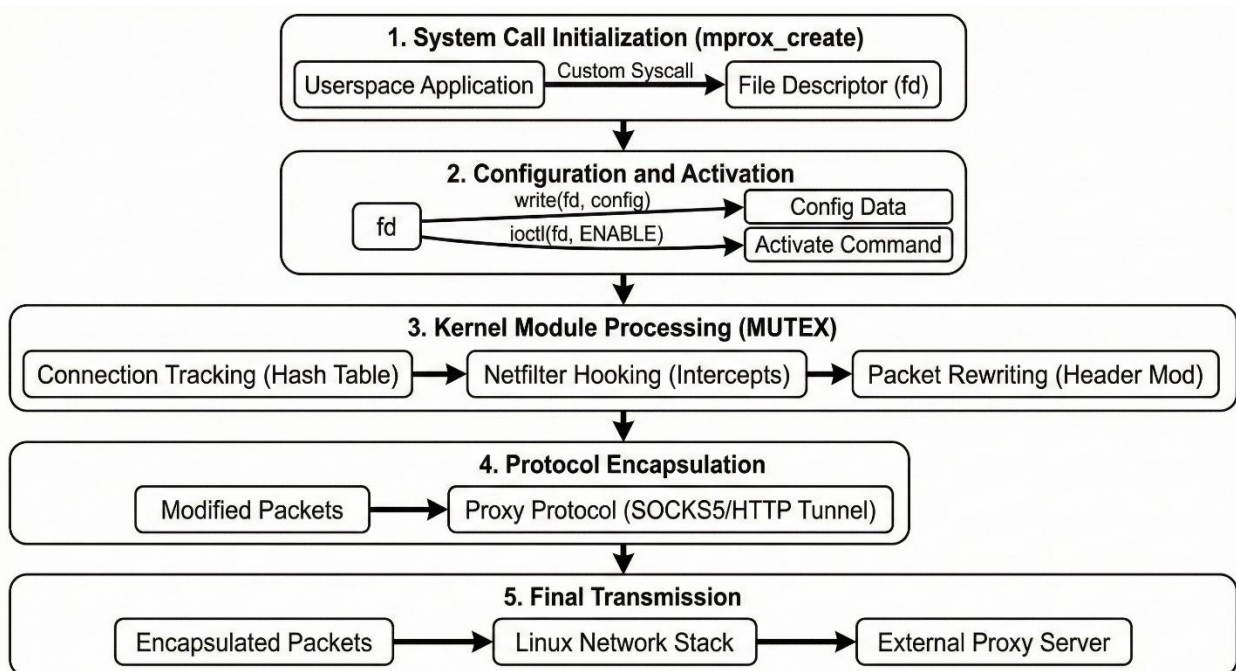 1. System Call Initialization (mprox_create)
Userspace Application
Custom Syscall
File Descriptor (fd)
2. Configuration and Activation
fd
write(fd, config)
Config Data
ioctl(fd, ENABLE)
Activate Command
3. Kernel Module Processing (MUTEX)
Connection Tracking (Hash Table)
Netfilter Hooking (Intercepts)
Packet Rewriting (Header Mod)
4. Protocol Encapsulation
Modified Packets
Proxy Protocol (SOCKS5/HTTP Tunnel)
5. Final Transmission
Encapsulated Packets
Linux Network Stack
External Proxy Server